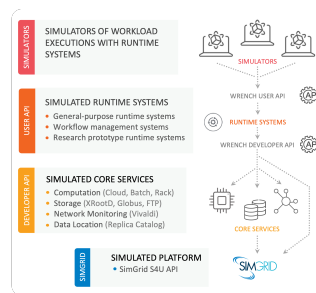 SIMULATORS
SIMULATORS OF WORKLOAD
EXECUTIONS WITH RUNTIME
SYSTEMS
USER API
SIMULATED RUNTIME SYSTEMS
• General-purpose runtime systems
• Workflow management systems
• Research prototype runtime systems
DEVELOPER API
SIMULATED CORE SERVICES
• Computation (Cloud, Batch, Rack)
• Storage (XRootD, Globus, FTP)
• Network Monitoring (Vivaldi)
• Data Location (Replica Catalog)
SIMGRID
SIMULATED PLATFORM
• SimGrid S4U API
SIMULATORS
WRENCH USER API
API
RUNTIME SYSTEMS
WRENCH DEVELOPER API
API
CORE SERVICES
SIMGRID